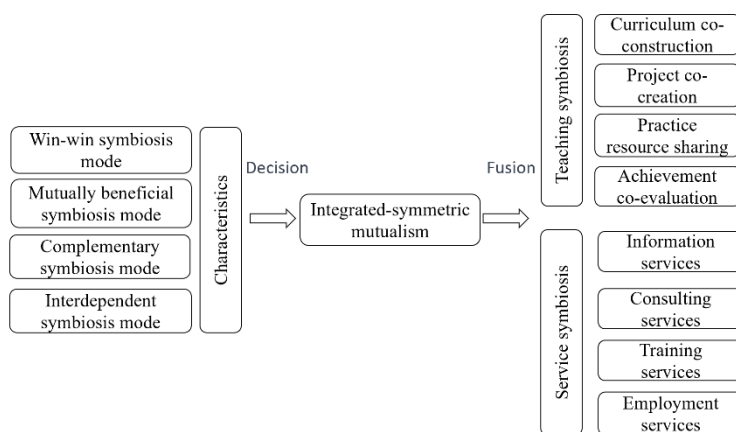 Win-win symbiosis
mode
Mutually beneficial
symbiosis mode
Complementary
symbiosis mode
Interdependent
symbiosis mode
Characteristics
Decision
Integrated-symmetric
mutualism
Fusion
Teaching symbiosis
Curriculum co-
construction
Project co-
creation
Practice
resource sharing
Achievement
co-evaluation
Service symbiosis
Information
services
Consulting
services
Training
services
Employment
services